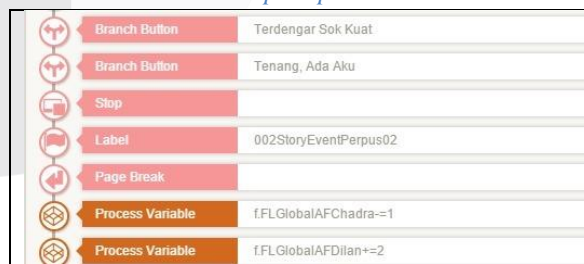 Branch Button Terdengar Sok Kuat
Branch Button Tenang, Ada Aku
Stop
Label 002StoryEventPerpus02
Page Break
Process Variable f.FLGlobalAFChadra-=1
Process Variable f.FLGlobalAFDilan+=2